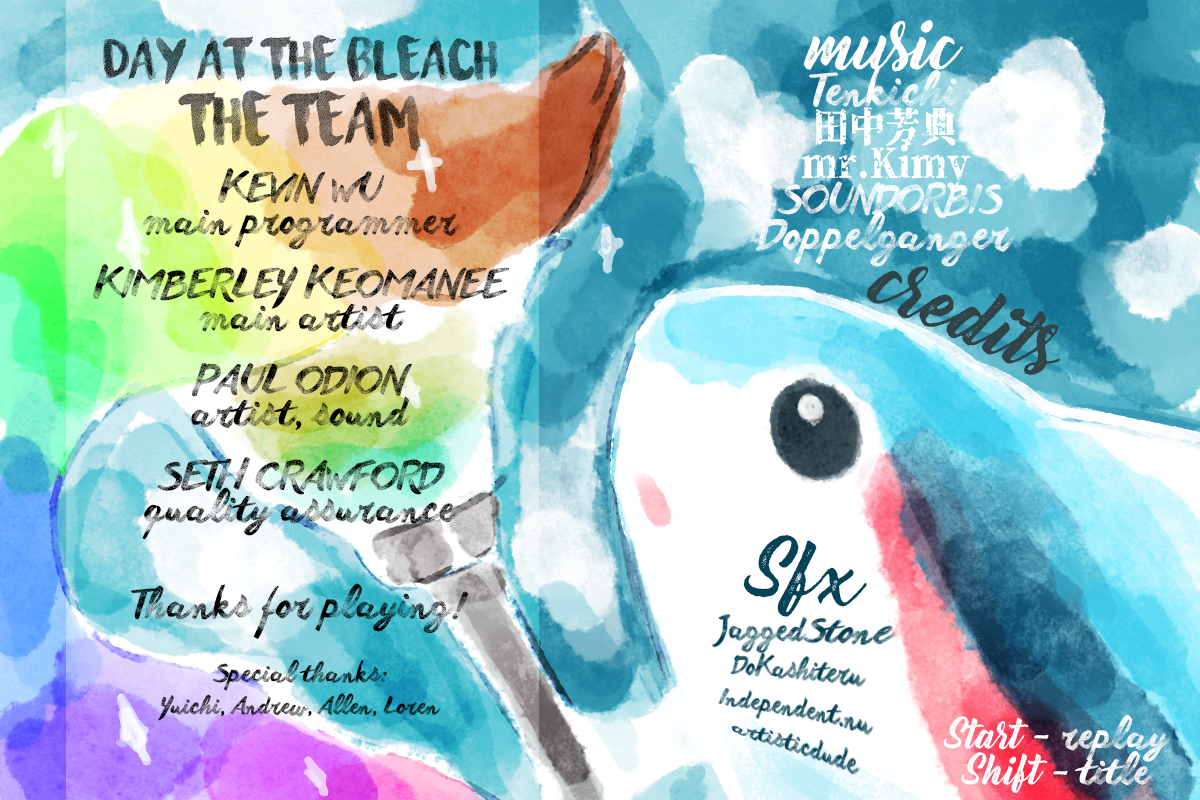 DAY AT THE BLEACH
THE TEAM
KEVIN WU
main programmer
KIMBERLEY KEOMANEE
main artist
PAUL ODION
artist, sound
SETH CRAWFORD
quality assurance
Thanks for playing!
Special thanks:
Yuichi, Andrew, Allen, Loren
music
Tenkichi
田中芳典
mr.Kimv
SOUNDORBIS
Doppelganger
credits
Sfx
JaggedStone
DoKashiteru
Independent.nu
artisticdude
Start - replay
Shift - title